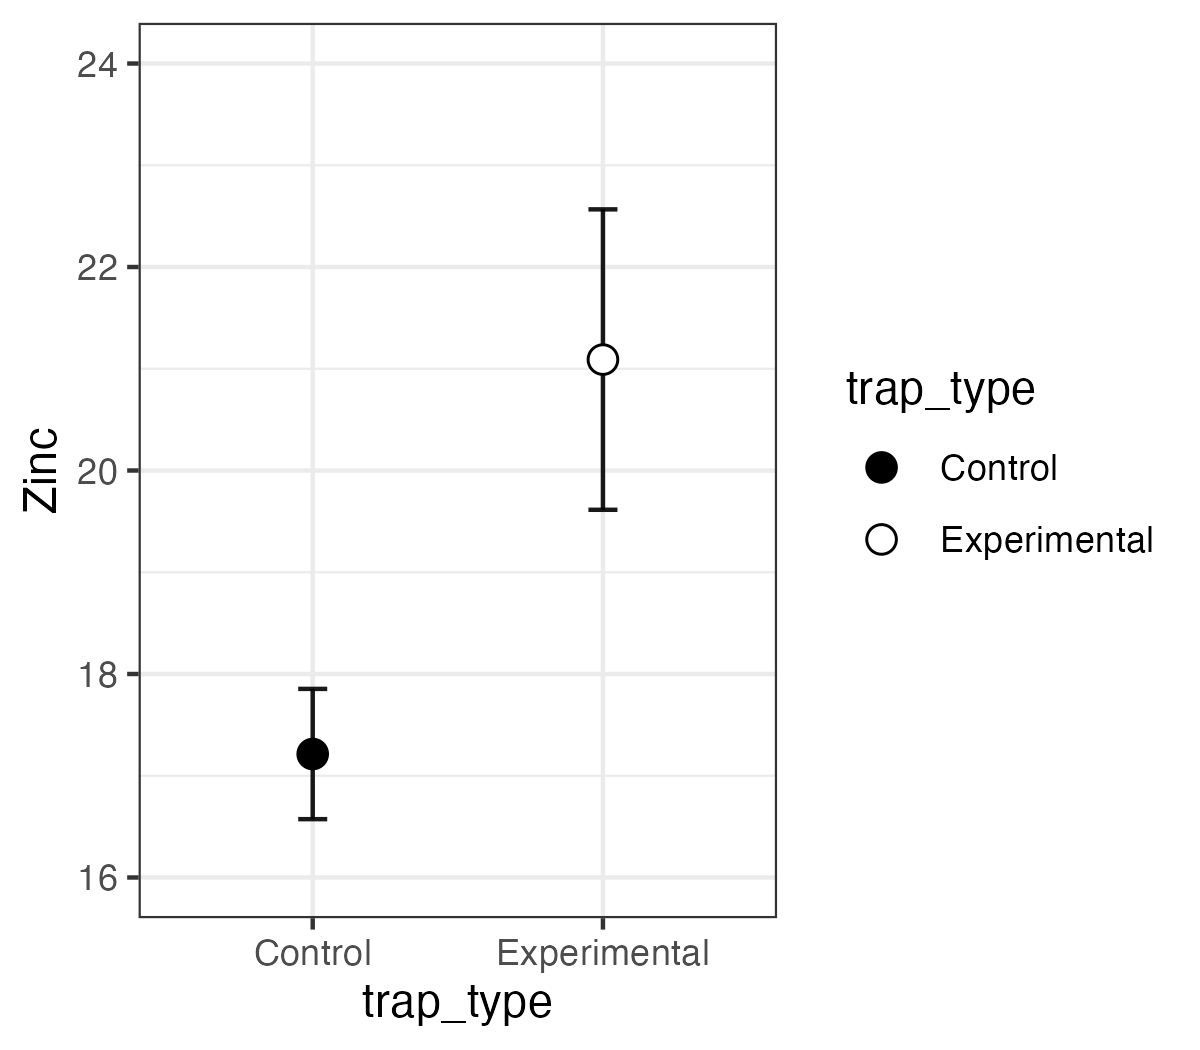 24
22
20
18
16
Zinc
Control
Experimental
trap_type
trap_type
Control
Experimental